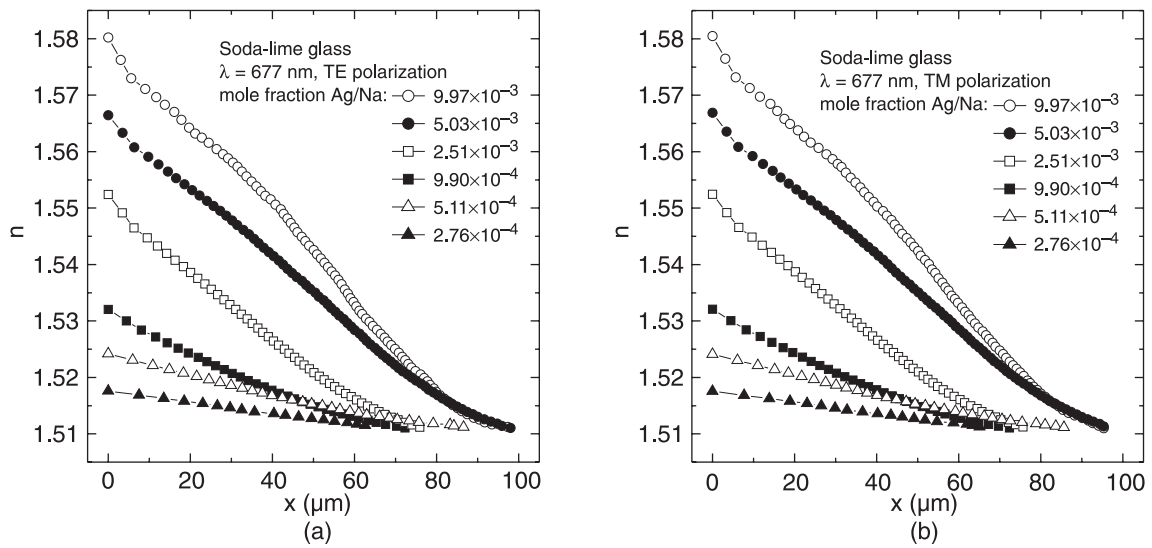 1.58
1.57
1.56
1.55
1.54
1.53
1.52
1.51
n
Soda-lime glass
λ = 677 nm, TE polarization
mole fraction Ag/Na:
9.97×10⁻³
5.03×10⁻³
2.51×10⁻³
9.90×10⁻⁴
5.11×10⁻⁴
2.76×10⁻⁴
0 20 40 60 80 100
x (μm)
(a)
1.58
1.57
1.56
1.55
1.54
1.53
1.52
1.51
n
Soda-lime glass
λ = 677 nm, TM polarization
mole fraction Ag/Na:
9.97×10⁻³
5.03×10⁻³
2.51×10⁻³
9.90×10⁻⁴
5.11×10⁻⁴
2.76×10⁻⁴
0 20 40 60 80 100
x (μm)
(b)